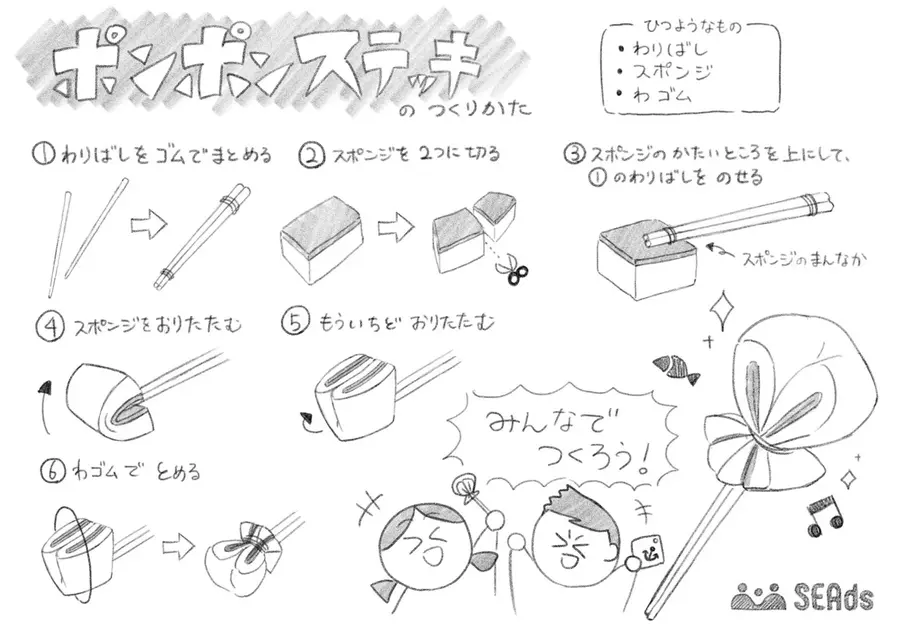 ポンポンステッキ
のつくりかた
ひつようなもの
・わりばし
・スポンジ
・わゴム
①わりばしをゴムでまとめる
②スポンジを2つに切る
③スポンジのかたいところを上にして、
①のわりばしをのせる
スポンジのまんなか
④スポンジをおりたたむ
⑤もういちどおりたたむ
⑥わゴムでとめる
みんなで
つくろう!
SEAds